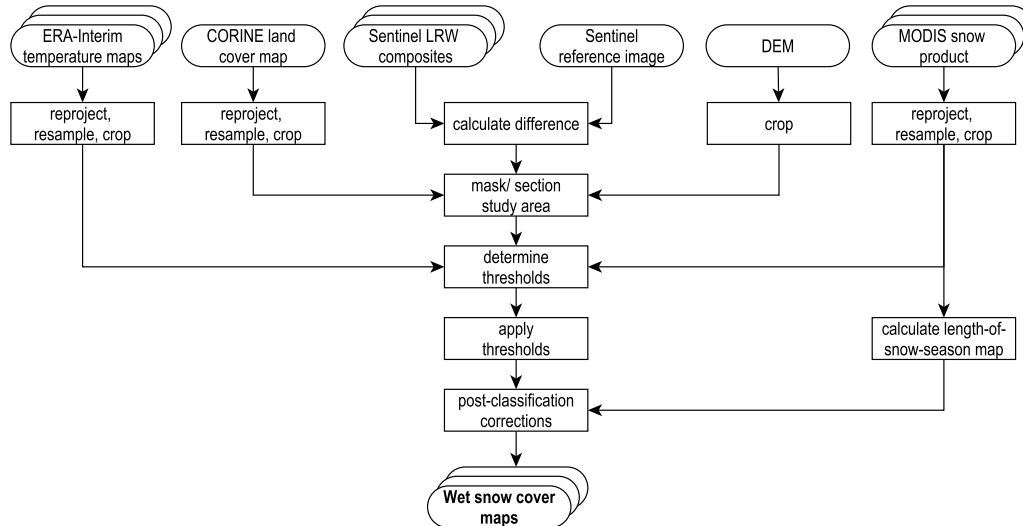 ERA-Interim
temperature maps
CORINE land
cover map
Sentinel LRW
composites
Sentinel
reference image
DEM
MODIS snow
product
reproject,
resample, crop
reproject,
resample, crop
calculate difference
crop
reproject,
resample, crop
mask/ section
study area
determine
thresholds
apply
thresholds
calculate length-of-
snow-season map
post-classification
corrections
Wet snow cover
maps